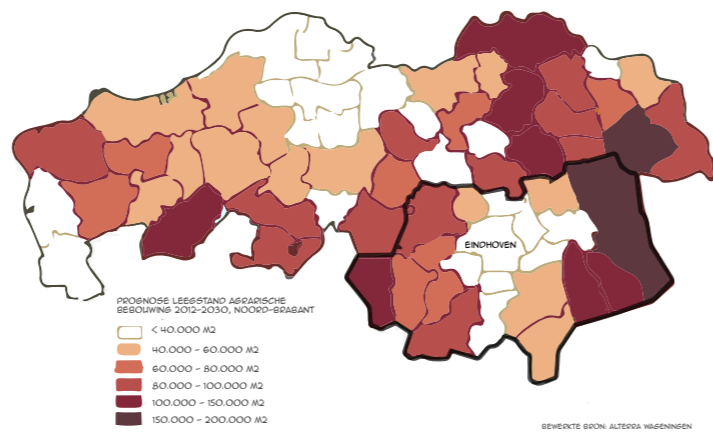 EINDHOVEN
PROGNOSE LEEGSTAND AGRARISCHE
BEBOUWING 2012-2030, NOORD-BRABANT
< 40.000 M2
40.000 - 60.000 M2
60.000 - 80.000 M2
80.000 - 100.000 M2
100.000 - 150.000 M2
150.000 - 200.000 M2
BEWERKTE BRON: ALTERRA WAGENINGEN